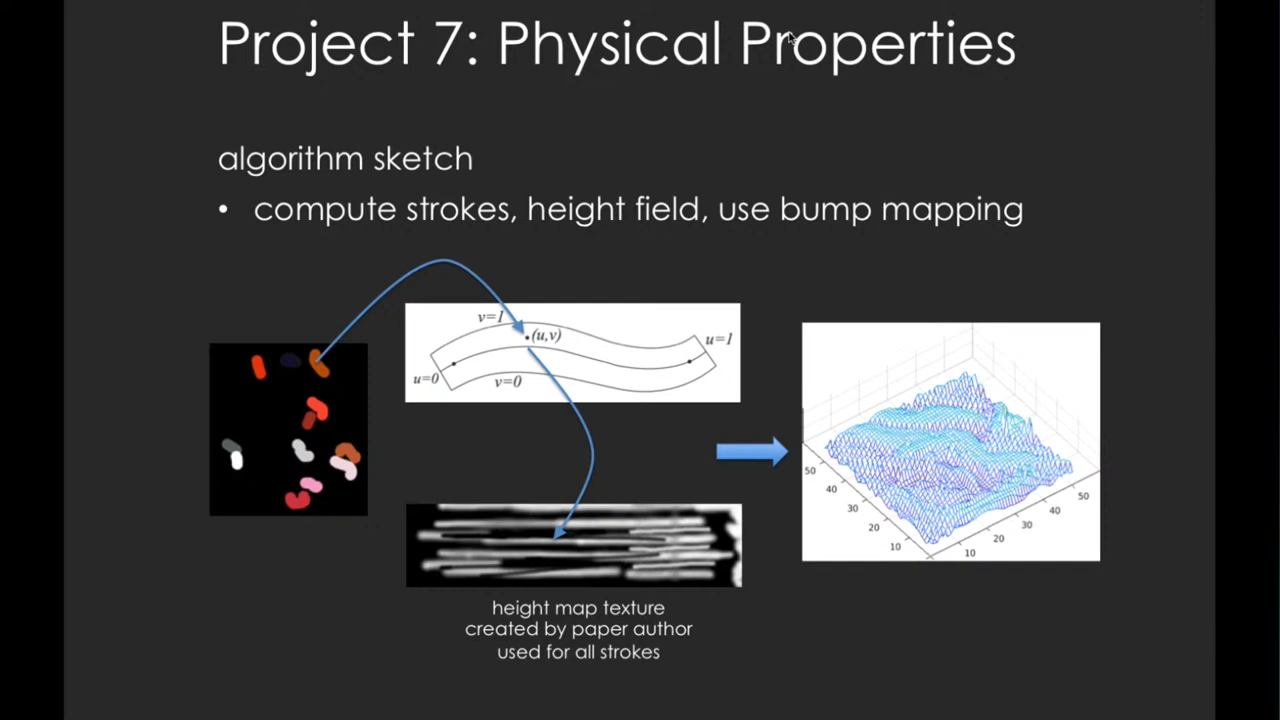 Project 7: Physical Properties
algorithm sketch
• compute strokes, height field, use bump mapping
v=1
(u,v)
u=1
u=0
v=0
50
40
30
20
10
10
20
30
40
50
height map texture
created by paper author
used for all strokes